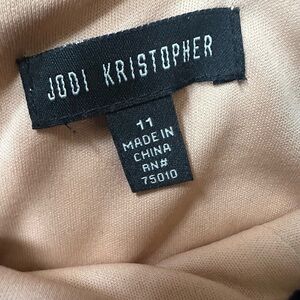 JODI KRISTOPHER
11
MADE IN
CHINA
RN#
75010